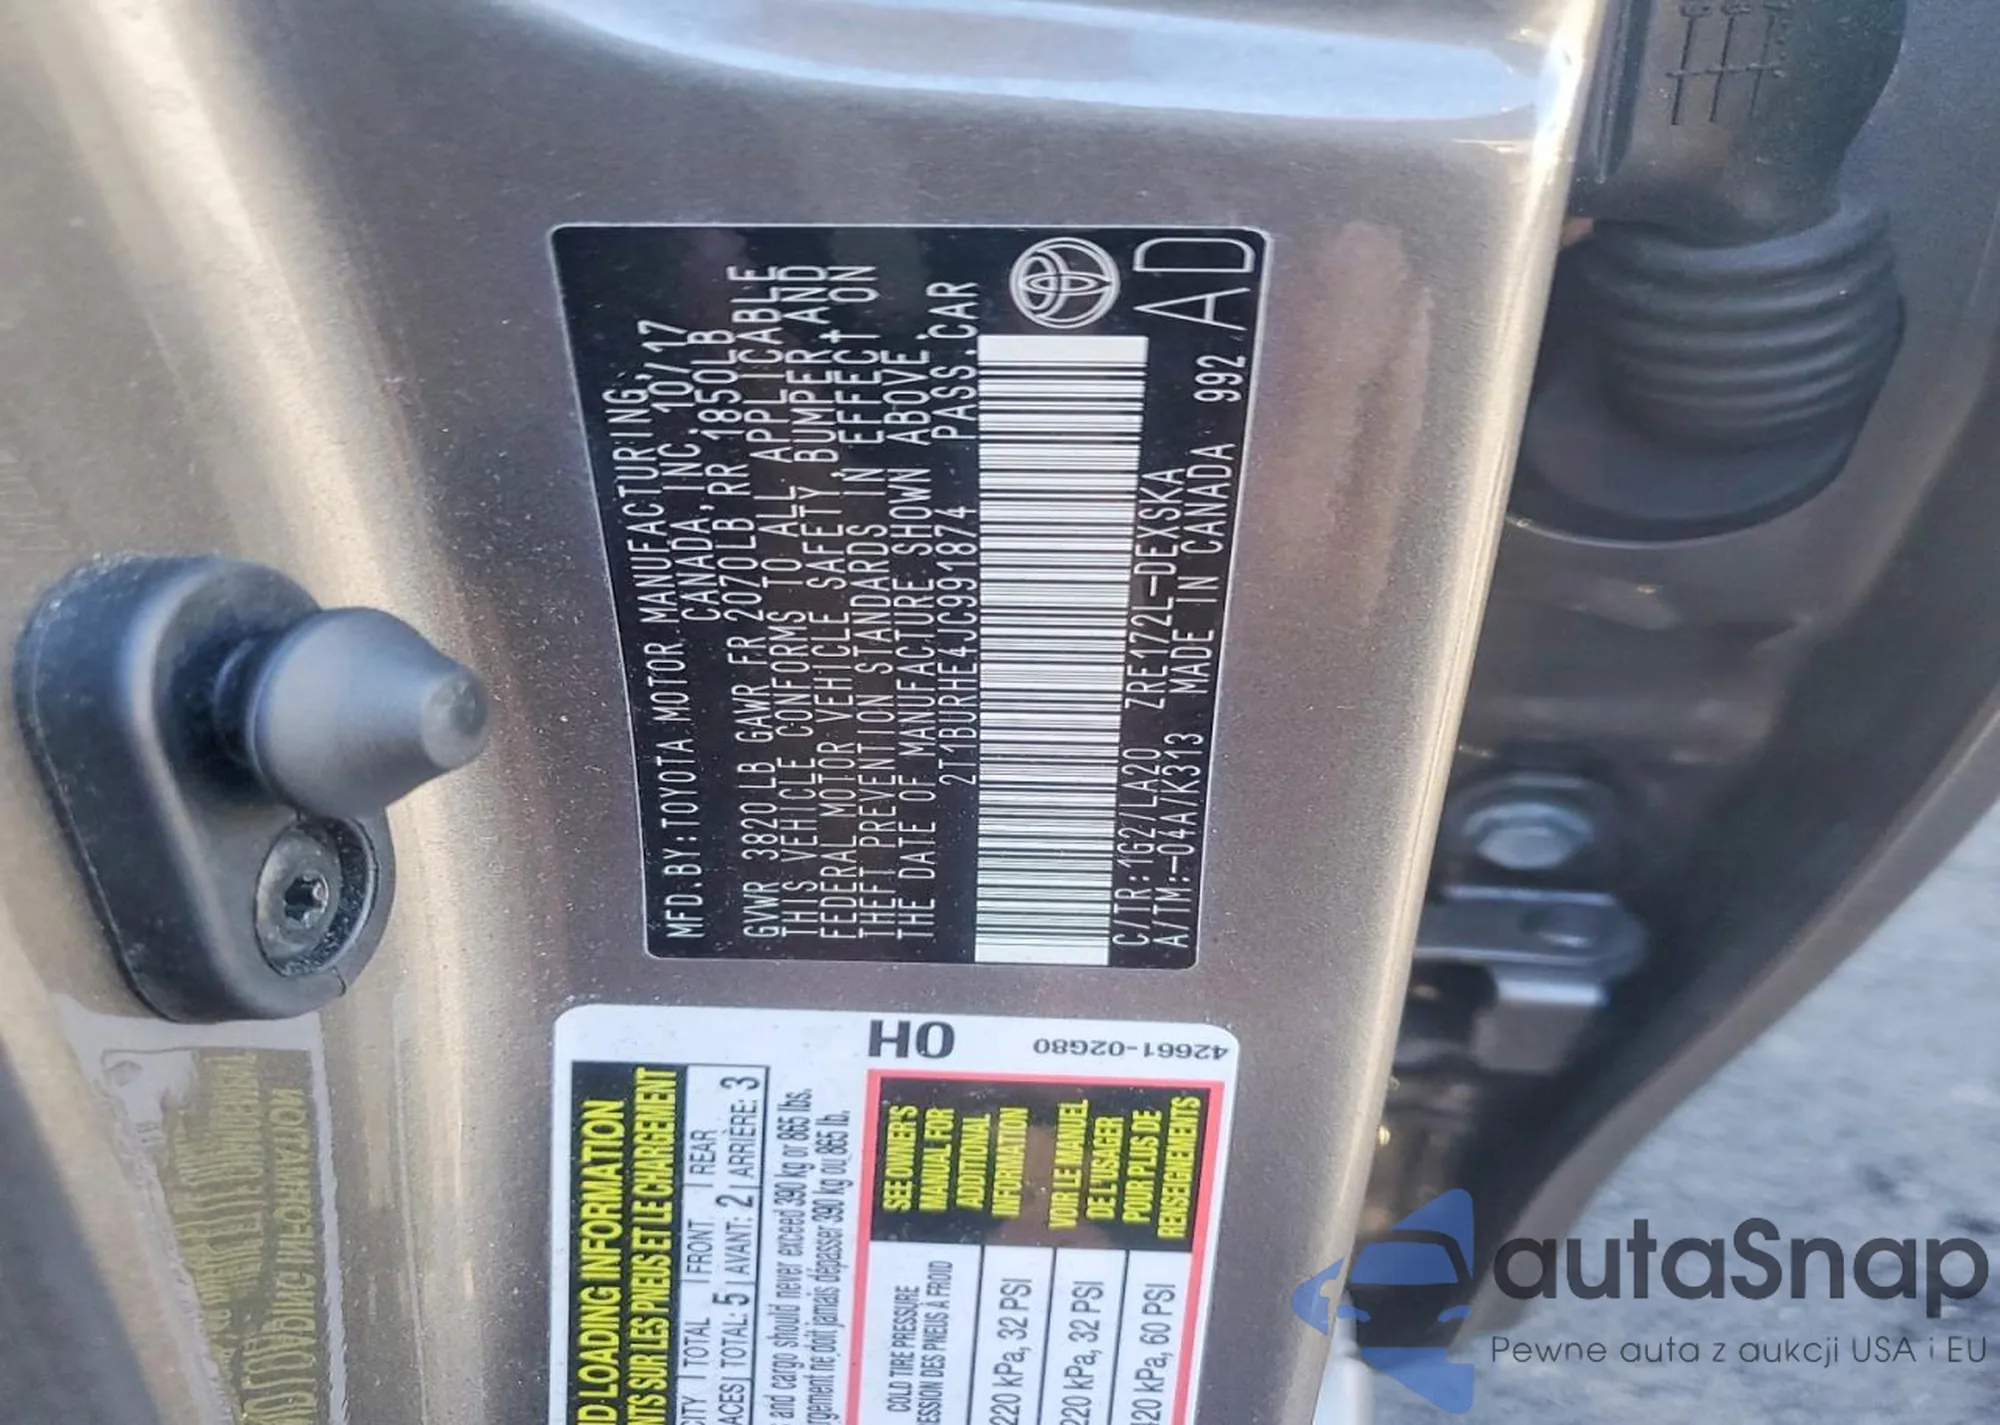 MFD.BY:TOYOTA MOTOR MANUFACTURING,
CANADA, INC. 10/17
GVWR 3820 LB GAWR FR 2070LB RR 1850LB
THIS VEHICLE CONFORMS TO ALL APPLICABLE
FEDERAL MOTOR VEHICLE SAFETY, BUMPER, AND
THEFT PREVENTION STANDARDS IN EFFECT ON
THE DATE OF MANUFACTURE SHOWN ABOVE.
2T1BURHE4JC991874 PASS.CAR
C/TR:1G2/LA20 ZRE172L-DEXSKA
A/TM:-04A/K313 MADE IN CANADA 992
AD
OH
42661-02G80
LOADING INFORMATION
SUR LES PNEUS ET LE CHARGEMENT
TOTAL FRONT REAR
TOTAL: 5 AVANT: 2 ARRIÈRE: 3
and cargo should never exceed 390 kg or 865 lbs.
ne doit jamais dépasser 390 kg ou 865 lb.
SEE OWNER'S
MANUAL FOR
ADDITIONAL
INFORMATION
VOIR LE MANUEL
DE L'USAGER
POUR PLUS DE
RENSEIGNEMENTS
COLD TIRE PRESSURE
DES PNEUS À FROID
220 kPa, 32 PSI
220 kPa, 32 PSI
420 kPa, 60 PSI
autaSnap
Pewne auta z aukcji USA i EU